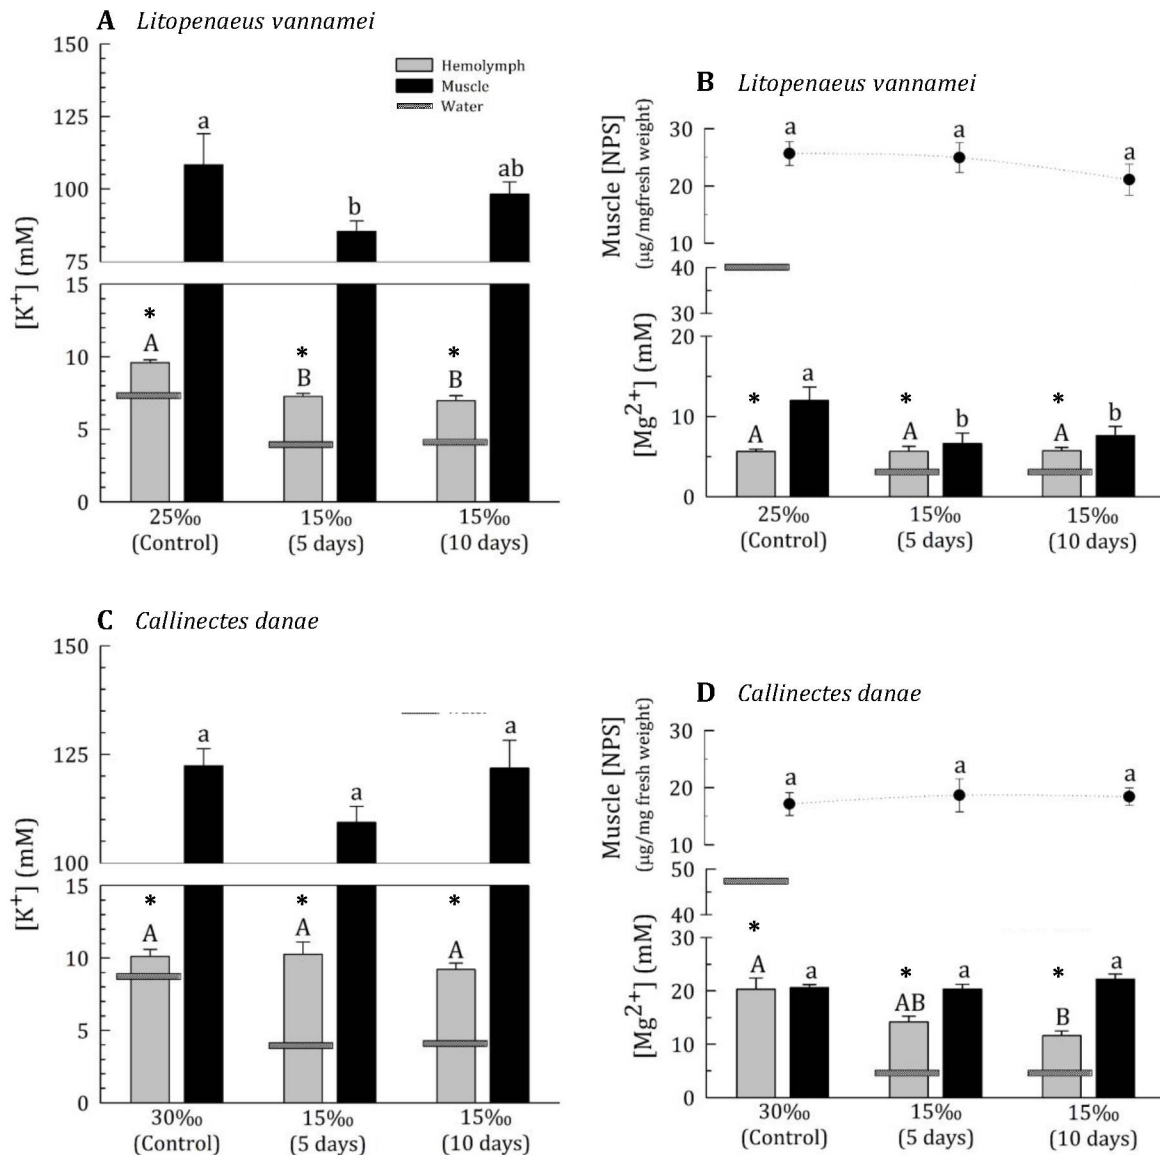 A Litopenaeus vannamei
150
125
100
75
15
10
5
0
[K+] (mM)
Hemolymph
Muscle
Water
a
b
ab
*
A
*
B
*
B
25‰
(Control)
15‰
(5 days)
15‰
(10 days)
B Litopenaeus vannamei
Muscle [NPS]
(µg/mgfresh weight)
30
20
10
a
a
a
40
30
20
10
0
[Mg2+] (mM)
*
A
a
*
A
b
*
A
b
25‰
(Control)
15‰
(5 days)
15‰
(10 days)
C Callinectes danae
150
125
100
15
10
5
0
[K+] (mM)
a
a
a
*
A
*
A
*
A
30‰
(Control)
15‰
(5 days)
15‰
(10 days)
D Callinectes danae
Muscle [NPS]
(µg/mg fresh weight)
30
20
10
a
a
a
50
40
30
20
10
0
[Mg2+] (mM)
*
A
a
*
AB
a
*
B
a
30‰
(Control)
15‰
(5 days)
15‰
(10 days)